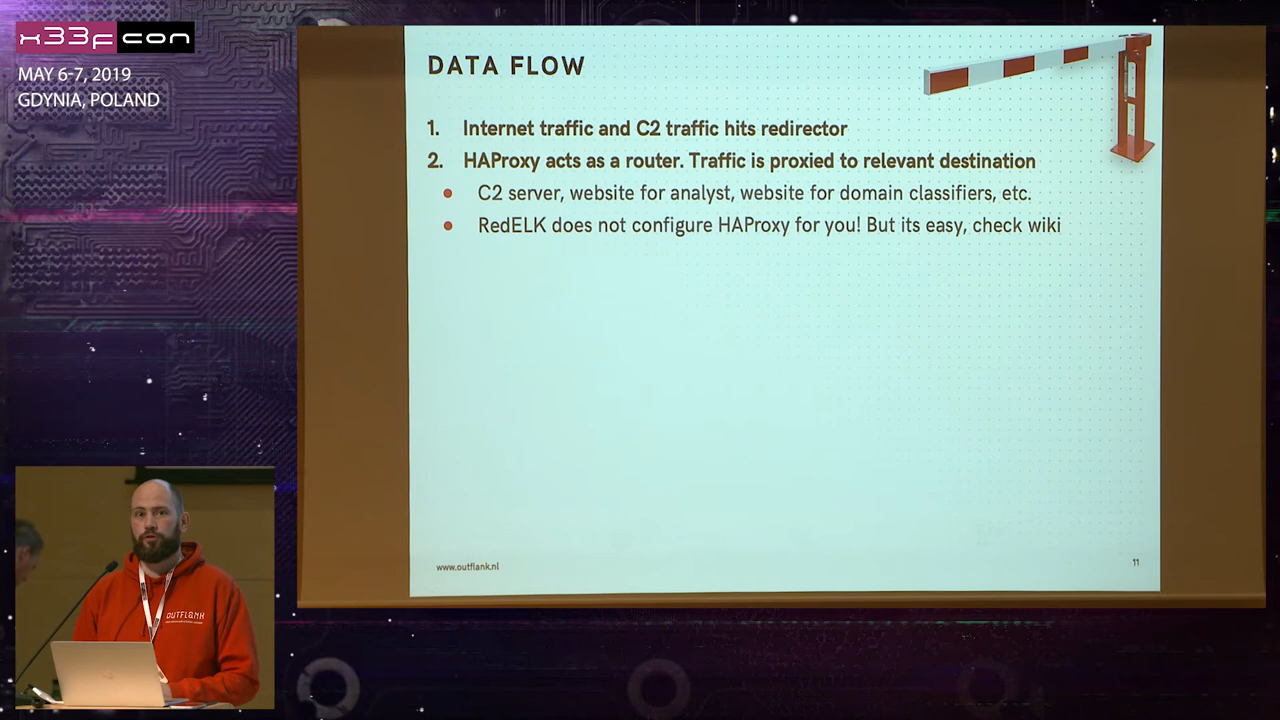 x33fcon
MAY 6-7, 2019
GDYNIA, POLAND
DATA FLOW
1. Internet traffic and C2 traffic hits redirector
2. HAProxy acts as a router. Traffic is proxied to relevant destination
• C2 server, website for analyst, website for domain classifiers, etc.
• RedELK does not configure HAProxy for you! But its easy, check wiki
www.outflank.nl
11
OUTFLANK